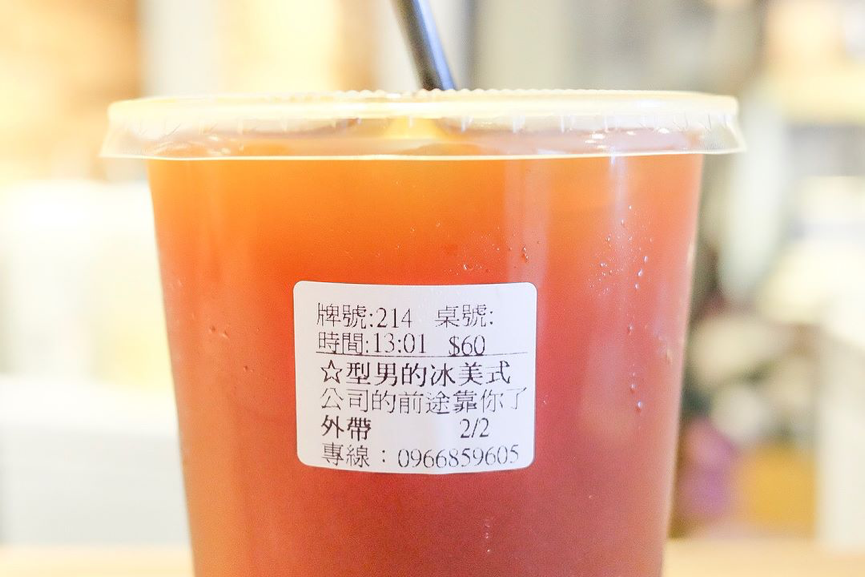 牌號:214 桌號:
時間:13:01 $60
☆型男的冰美式
公司的前途靠你了
外帶 2/2
專線：0966859605